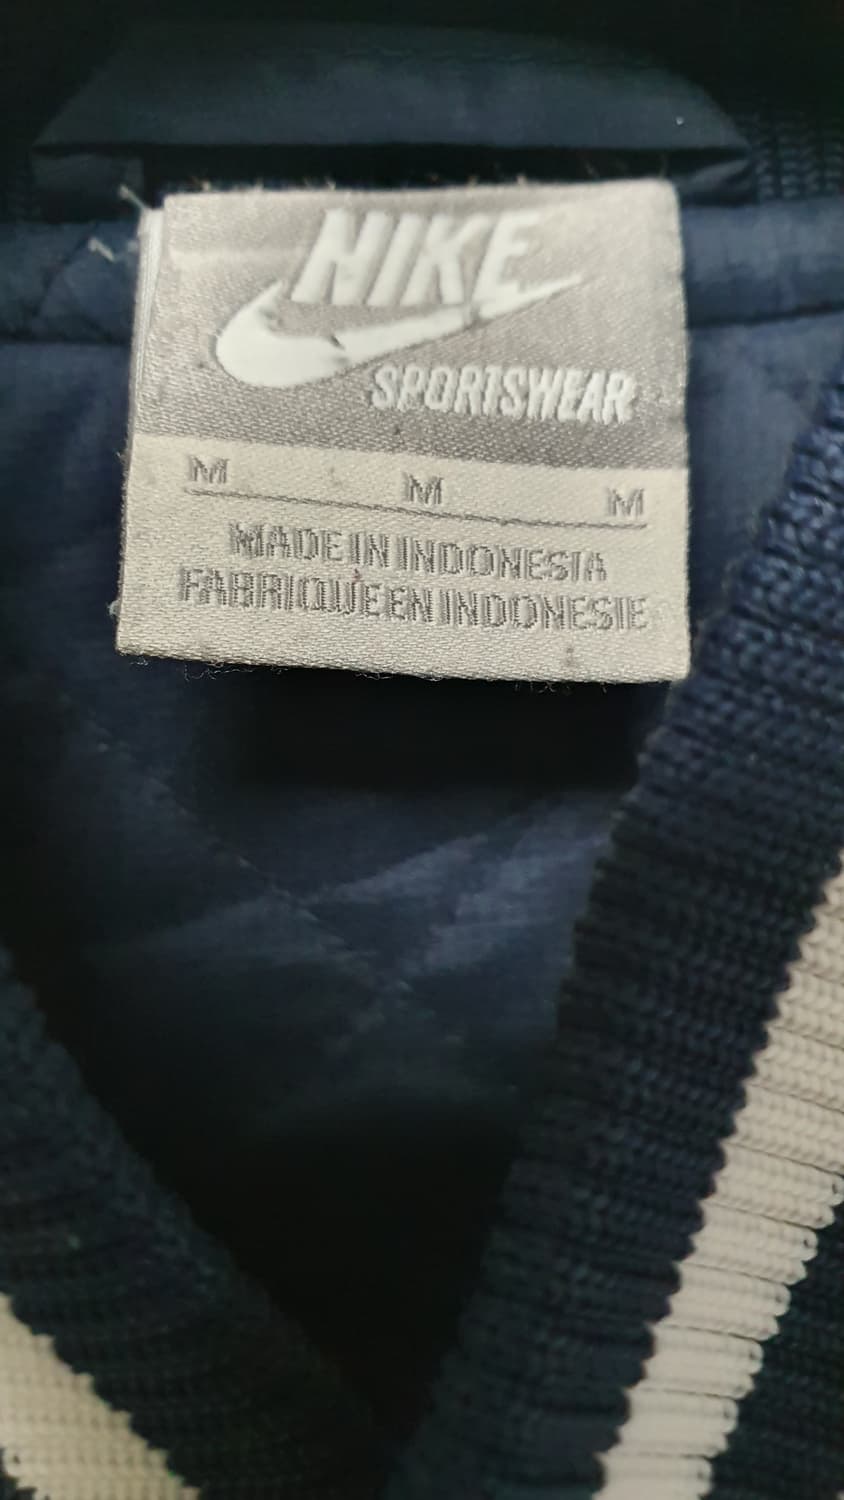 NIKE
SPORTSWEAR
M M M
MADE IN INDONESIA
FABRIQUE EN INDONESIE